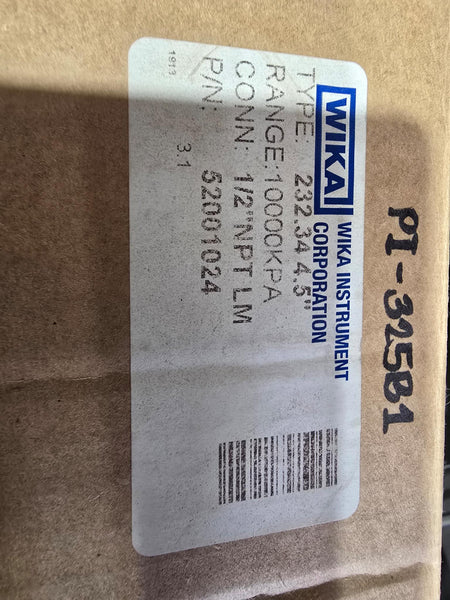 WIKA
WIKA INSTRUMENT
CORPORATION
TYPE: 232.34 4.5"
RANGE:10000KPA
CONN: 1/2"NPT LM
P/N: 52001024
3.1
1913
PI-325B1